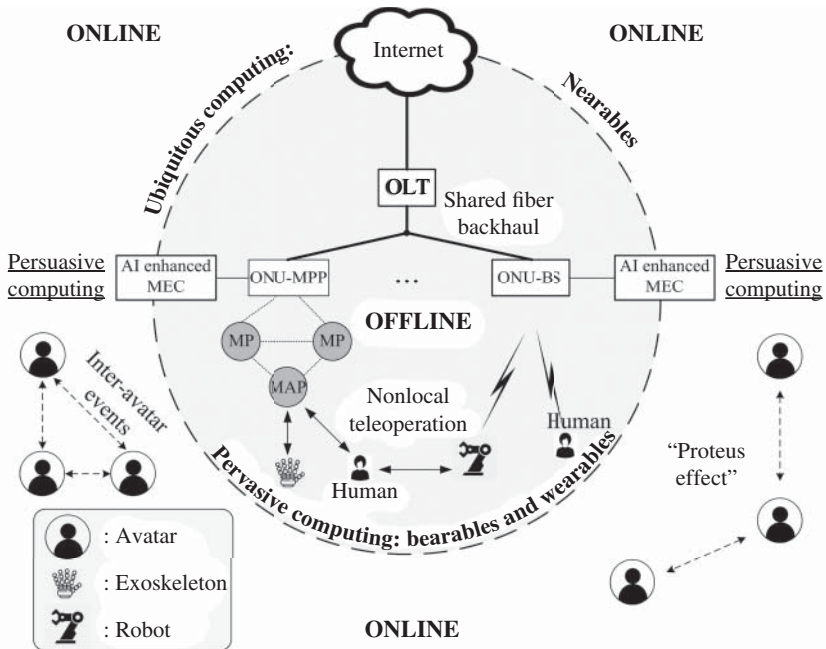 ONLINE
ONLINE
Internet
Ubiquitous computing:
Nearables
OLT
Shared fiber
backhaul
Persuasive
computing
AI enhanced
MEC
ONU-MPP
...
ONU-BS
AI enhanced
MEC
Persuasive
computing
OFFLINE
MP
MP
MAP
Inter-avatar
events
Nonlocal
teleoperation
Human
Human
"Proteus
effect"
Pervasive computing: bearables and wearables
: Avatar
: Exoskeleton
: Robot
ONLINE